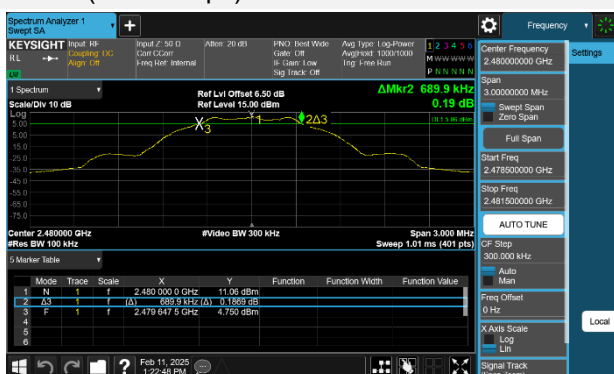 Spectrum Analyzer 1
Swept SA
Frequency
KEYSIGHT
RL
Input: RF
Coupling: DC
Align: Off
Input Z: 50 Ω
Corr CCorr
Freq Ref: Internal
Atten: 20 dB
PNO: Best Wide
Gate: Off
IF Gain: Low
Sig Track: Off
Avg Type: Log-Power
Avg|Hold: 1000/1000
Trig: Free Run
1 2 3 4 5 6
M W W W W W
P N N N N N
1 Spectrum
Scale/Div 10 dB
Ref Lvl Offset 6.50 dB
Ref Level 15.00 dBm
ΔMkr2 689.9 kHz
0.19 dB
Log
5.00
-5.00
-15.0
-25.0
-35.0
-45.0
-55.0
-65.0
-75.0
3
1
2Δ3
Center 2.480000 GHz
#Res BW 100 kHz
#Video BW 300 kHz
Span 3.000 MHz
Sweep 1.01 ms (401 pts)
5 Marker Table
Mode Trace Scale X Y Function Function Width Function Value
1 N 1 f 2.480 000 0 GHz 11.06 dBm
2 Δ3 1 f (Δ) 689.9 kHz (Δ) 0.1869 dB
3 F 1 f 2.479 647 5 GHz 4.750 dBm
4
5
6
Feb 11, 2025
1:22:48 PM
Center Frequency
2.480000000 GHz
Settings
Span
3.00000000 MHz
Swept Span
Zero Span
Full Span
Start Freq
2.478500000 GHz
Stop Freq
2.481500000 GHz
AUTO TUNE
CF Step
300.000 kHz
Auto
Man
Freq Offset
0 Hz
X Axis Scale
Log
Lin
Local
Signal Track